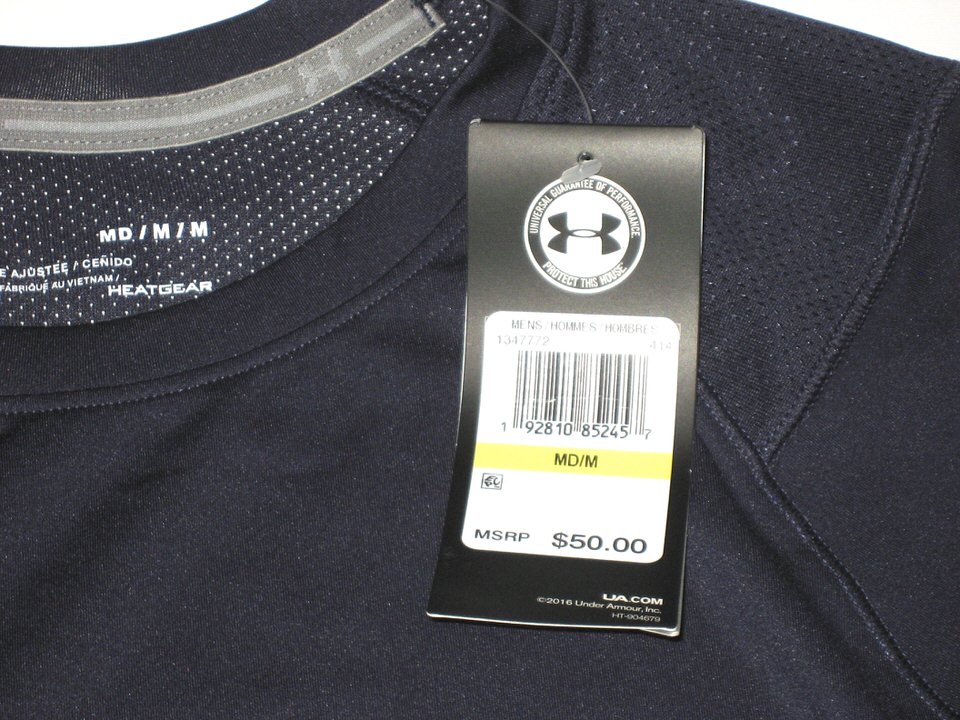 MD / M / M
E AJUSTÉE / CEÑIDO
FABRIQUÉ AU VIETNAM /
HEATGEAR
UNIVERSAL GUARANTEE OF PERFORMANCE.
PROTECT THIS HOUSE
MENS/HOMMES/HOMBRES
1347772 414
1 92810 85245 7
MD/M
MSRP $50.00
UA.COM
©2016 Under Armour, Inc.
HT-904679